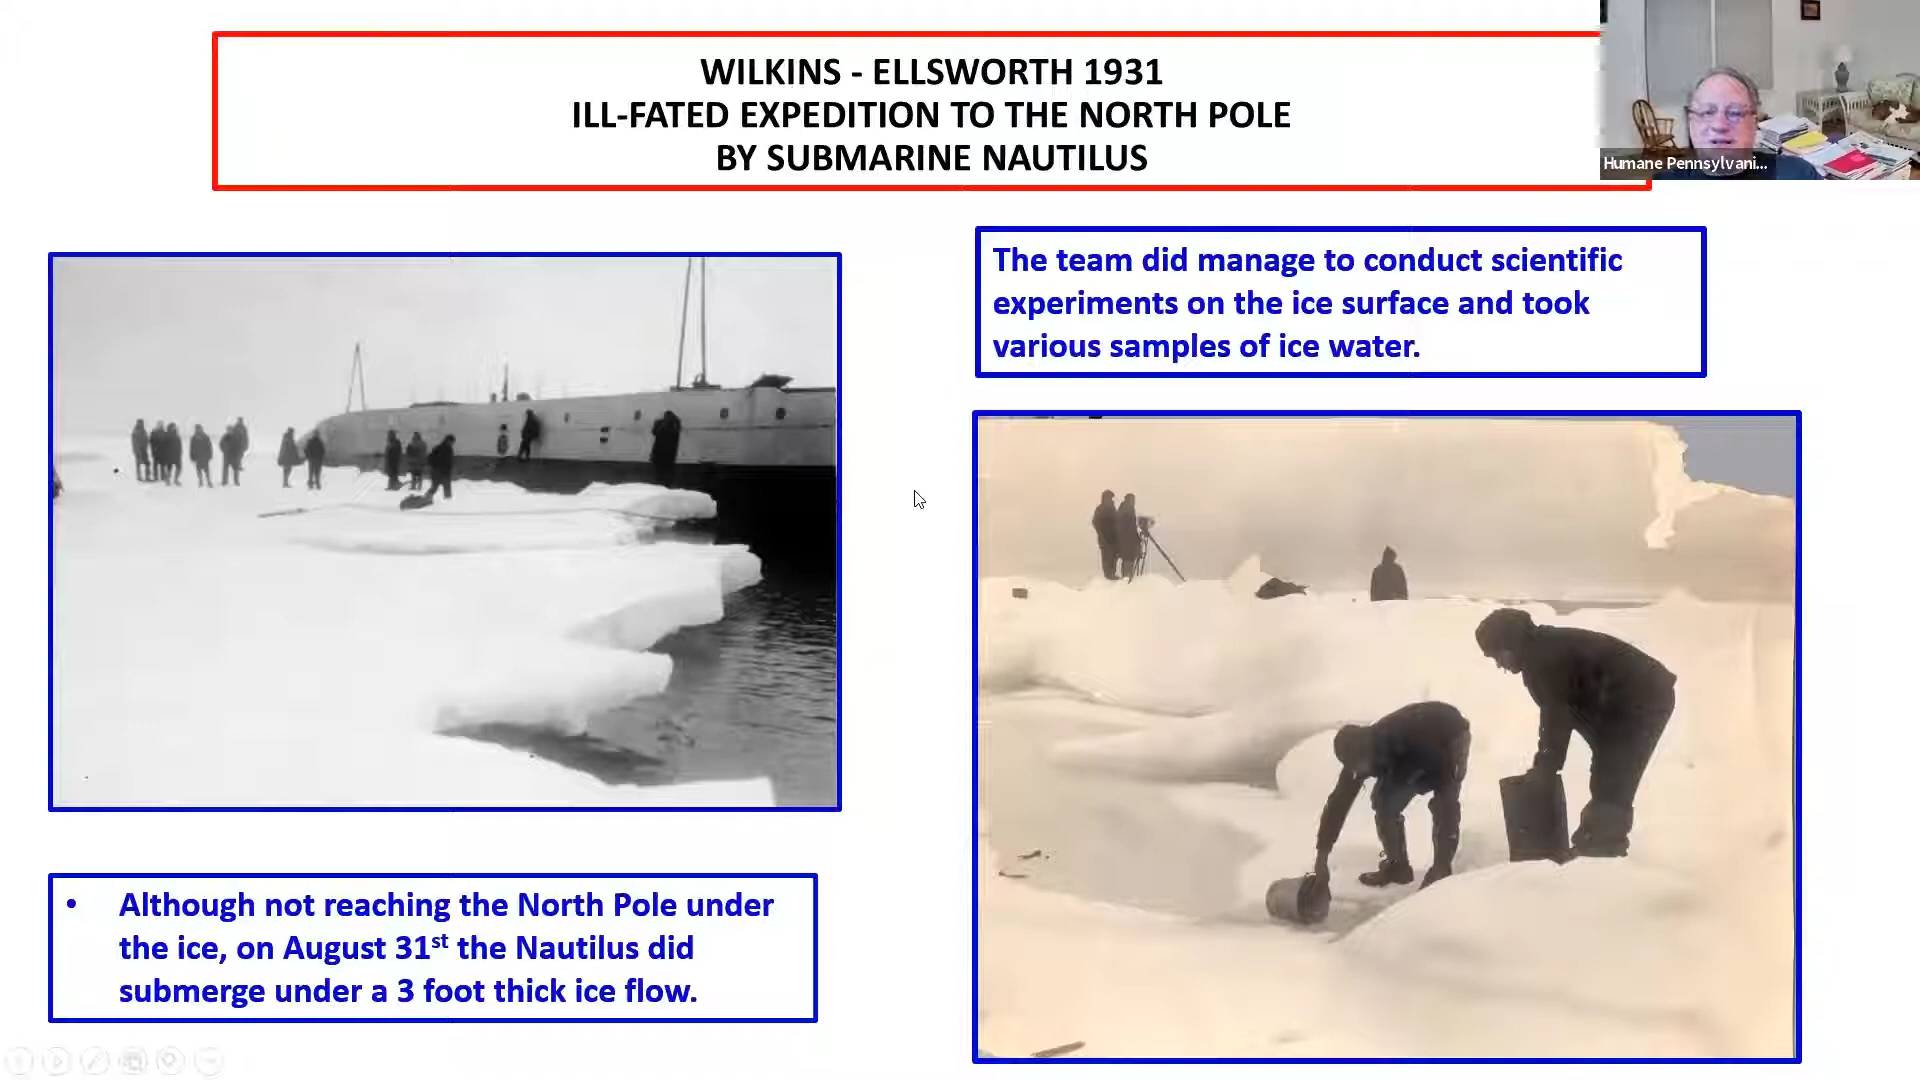 WILKINS - ELLSWORTH 1931
ILL-FATED EXPEDITION TO THE NORTH POLE
BY SUBMARINE NAUTILUS
Humane Pennsylvani...
The team did manage to conduct scientific
experiments on the ice surface and took
various samples of ice water.
• Although not reaching the North Pole under
the ice, on August 31st the Nautilus did
submerge under a 3 foot thick ice flow.